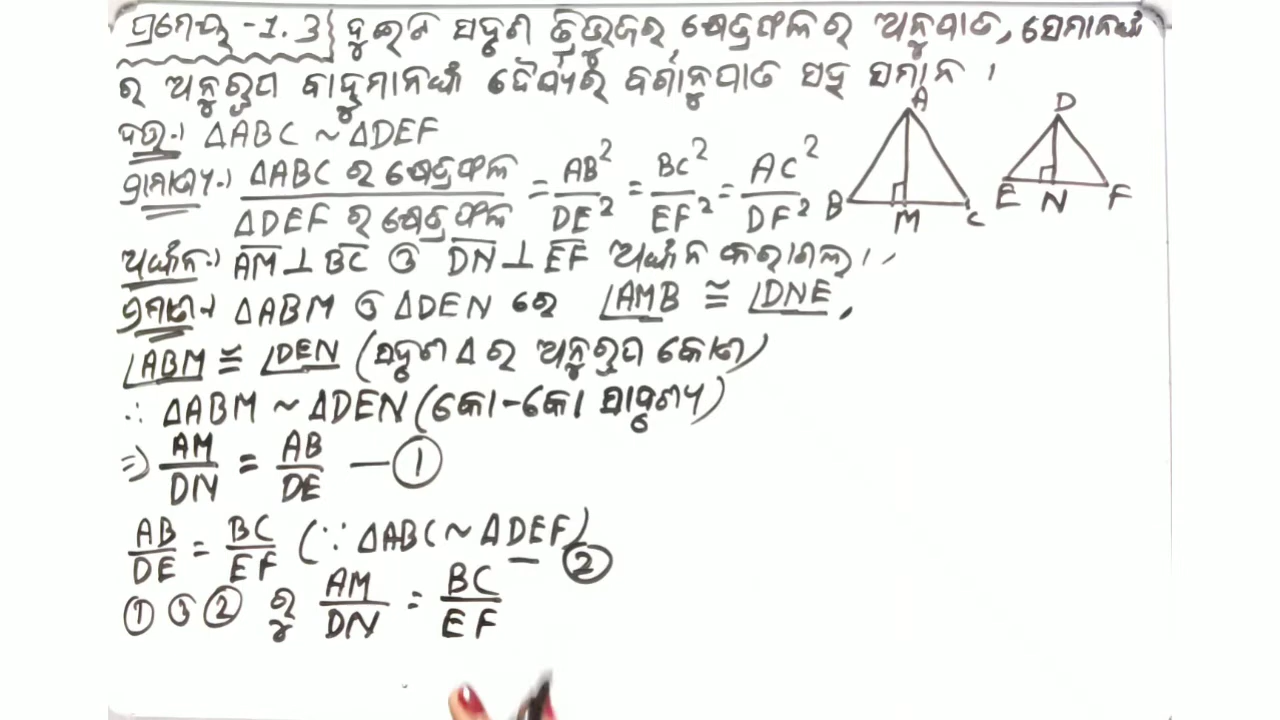 ପ୍ରମେୟ -1.3 ଦୁଇଟି ସଦୃଶ ତ୍ରିଭୁଜର କ୍ଷେତ୍ରଫଳ ର ଅନୁପାତ, ସେମାନଙ୍କ
ର ଅନୁରୂପ ବାହୁମାନଙ୍କ ଦୈର୍ଘ୍ୟର ବର୍ଗାନୁପାତ ସହ ସମାନ ।
ଦତ୍ତ:- ΔABC ~ ΔDEF
ପ୍ରାମାଣ୍ୟ:- ΔABC ର କ୍ଷେତ୍ରଫଳ / ΔDEF ର କ୍ଷେତ୍ରଫଳ = AB² / DE² = BC² / EF² = AC² / DF²
ଅଙ୍କନ:- AM ⊥ BC ଓ DN ⊥ EF ଅଙ୍କନ କରାଗଲା ।
ପ୍ରମାଣ:- ΔABM ଓ ΔDEN ରେ ∠AMB ≅ ∠DNE,
∠ABM ≅ ∠DEN (ସଦୃଶ Δ ର ଅନୁରୂପ କୋଣ)
∴ ΔABM ~ ΔDEN (କୋ-କୋ ସାଦୃଶ୍ୟ)
⇒ AM / DN = AB / DE — ①
AB / DE = BC / EF (∵ ΔABC ~ ΔDEF) — ②
① ଓ ② ରୁ AM / DN = BC / EF
A
B
M
C
D
E
N
F